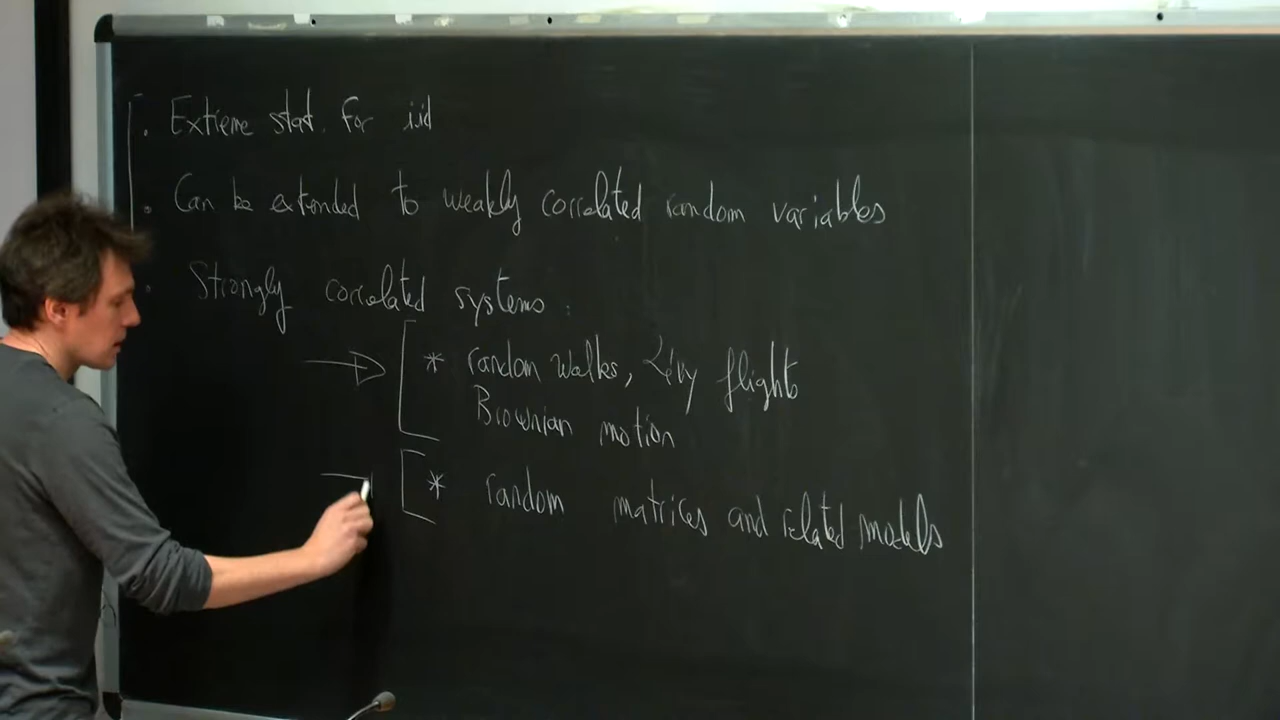 . Extreme stat. for iid
. Can be extended to weakly correlated random variables
. Strongly correlated systems :
* random walks, Lévy flights
Brownian motion
* random matrices and related models